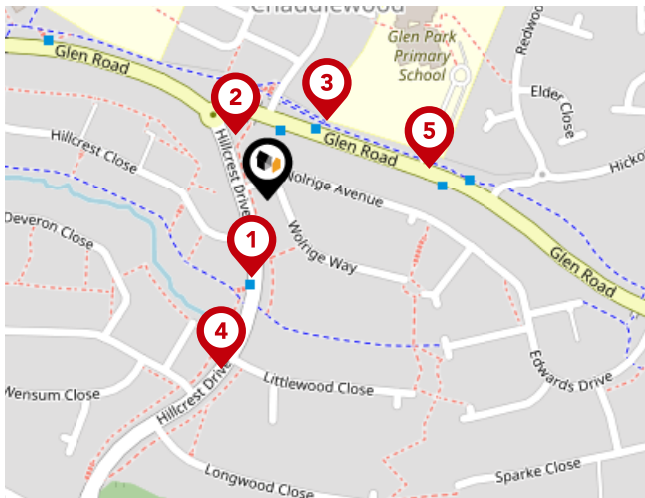 Chaddlewood
Glen Park
Primary
School
Redwoo
Glen Road
3
2
Elder Close
5
Glen Road
Hillcrest Close
Hillcrest Drive
Hicko
Wolrige Avenue
Deveron Close
1
Wolrige Way
Glen Road
4
Edwards Drive
Hillcrest Drive
Littlewood Close
Wensum Close
Longwood Close
Sparke Close